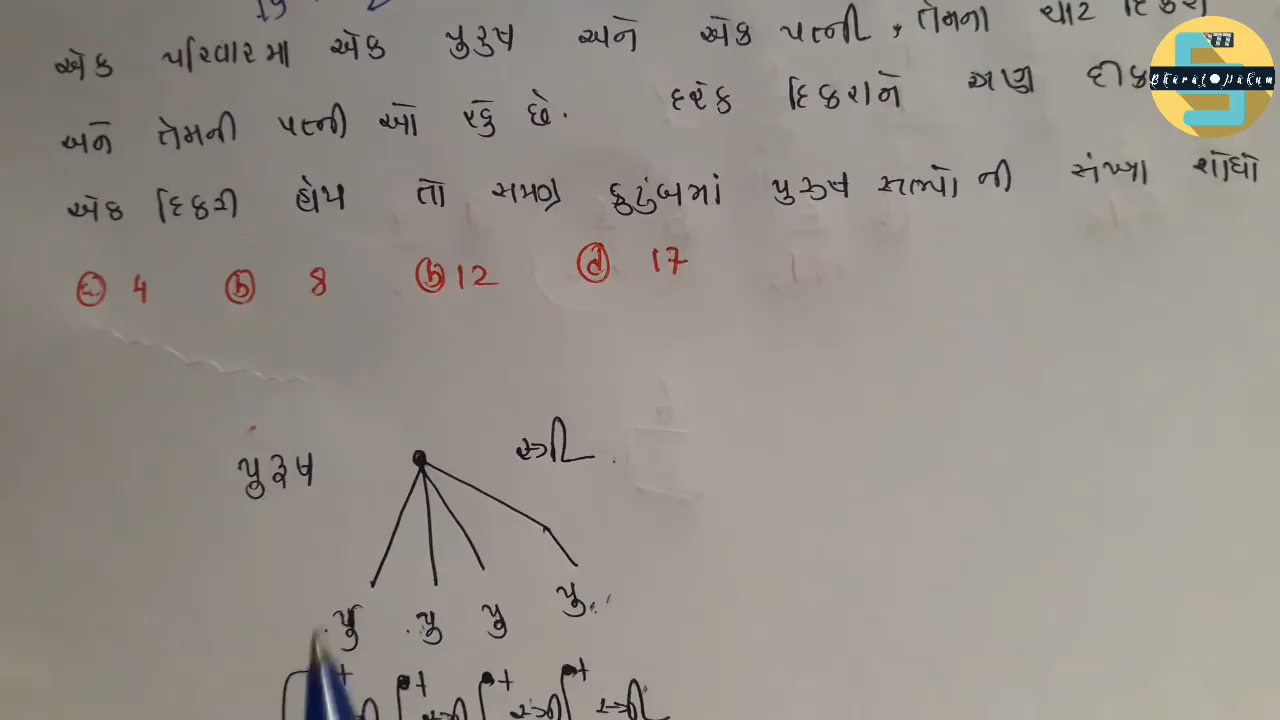 એક પરિવારમા એક પુરુષ અને એક પત્ની, તેમના ચાર દિકરા
અને તેમની પત્ની ઓ રહે છે. દરેક દિકરાને ત્રણ
એક દિકરી હોય તો સમગ્ર કુટુંબમાં પુરૂષ સભ્યો ની સંખ્યા શોધો
4 ⓑ 8 ⓑ 12 ⓓ 17
પુરૂષ સ્ત્રી
પુ પુ પુ પુ
+ + + +
સ્ત્રી સ્ત્રી સ્ત્રી